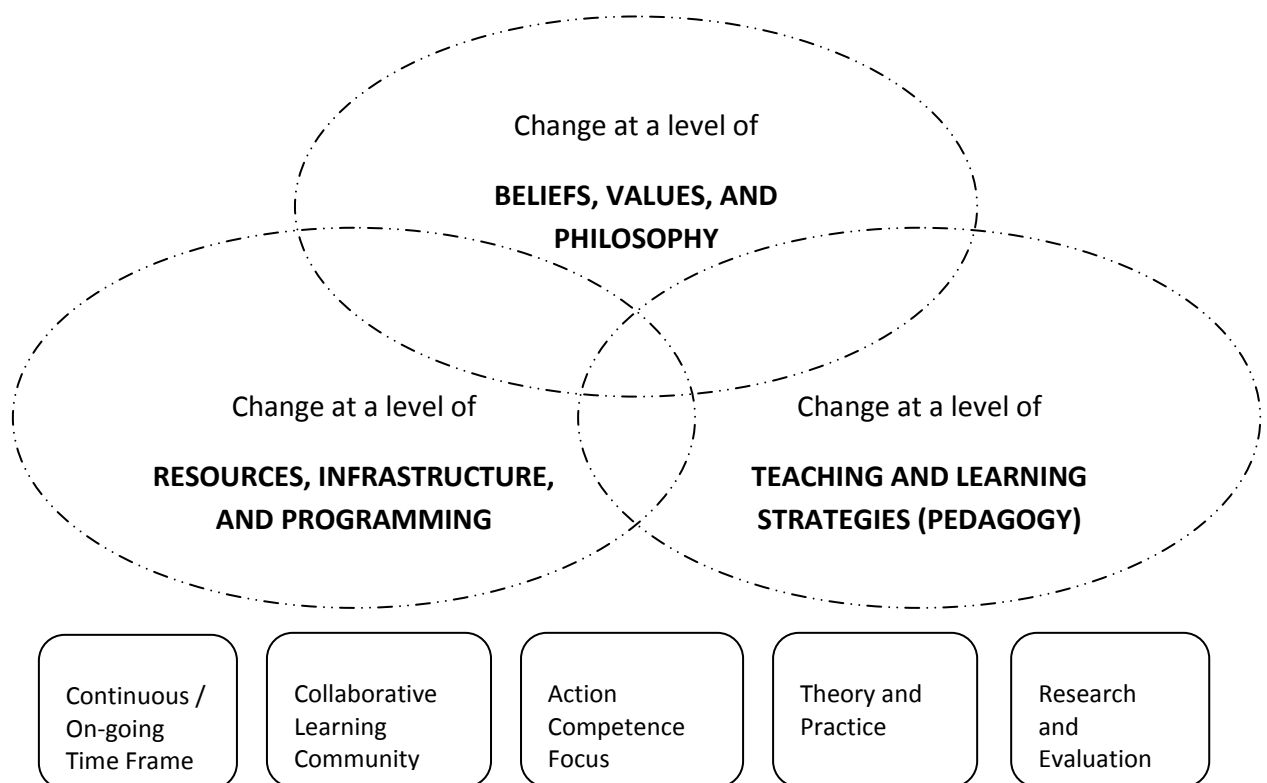 Change at a level of
BELIEFS, VALUES, AND
PHILOSOPHY
Change at a level of
RESOURCES, INFRASTRUCTURE,
AND PROGRAMMING
Change at a level of
TEACHING AND LEARNING
STRATEGIES (PEDAGOGY)
Continuous /
On-going
Time Frame
Collaborative
Learning
Community
Action
Competence
Focus
Theory and
Practice
Research
and
Evaluation